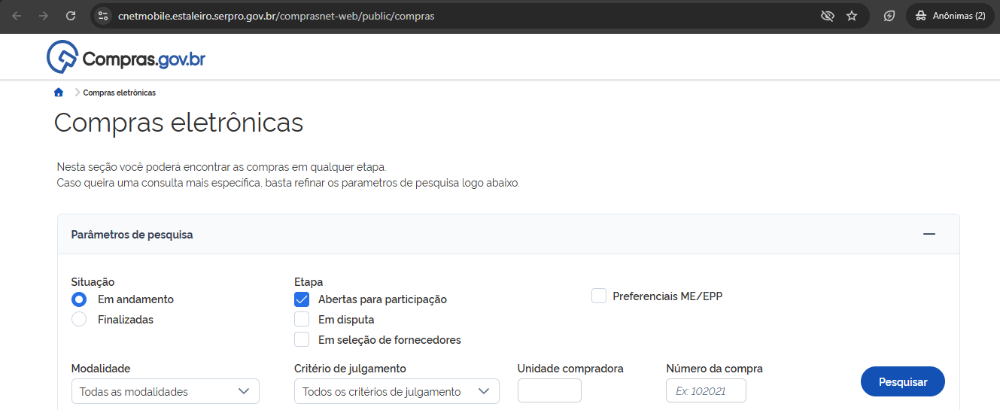 cnetmobile.estaleiro.serpro.gov.br/comprasnet-web/public/compras
Anônimas (2)
Compras.gov.br
Compras eletrônicas
Compras eletrônicas
Nesta seção você poderá encontrar as compras em qualquer etapa.
Caso queira uma consulta mais específica, basta refinar os parametros de pesquisa logo abaixo.
Parâmetros de pesquisa
Situação
Em andamento
Finalizadas
Etapa
Abertas para participação
Em disputa
Em seleção de fornecedores
Preferenciais ME/EPP
Modalidade
Todas as modalidades
Critério de julgamento
Todos os critérios de julgamento
Unidade compradora
Número da compra
Ex: 102021
Pesquisar